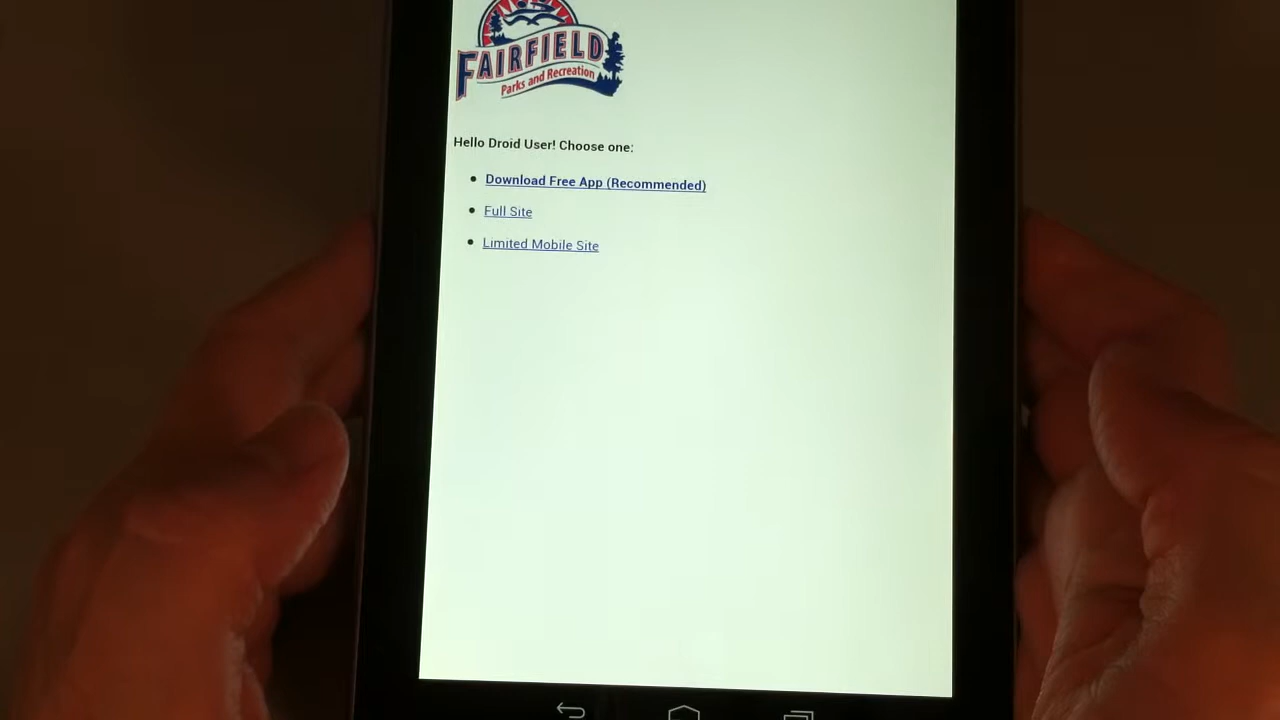 FAIRFIELD
Parks and Recreation
Hello Droid User! Choose one:
Download Free App (Recommended)
Full Site
Limited Mobile Site